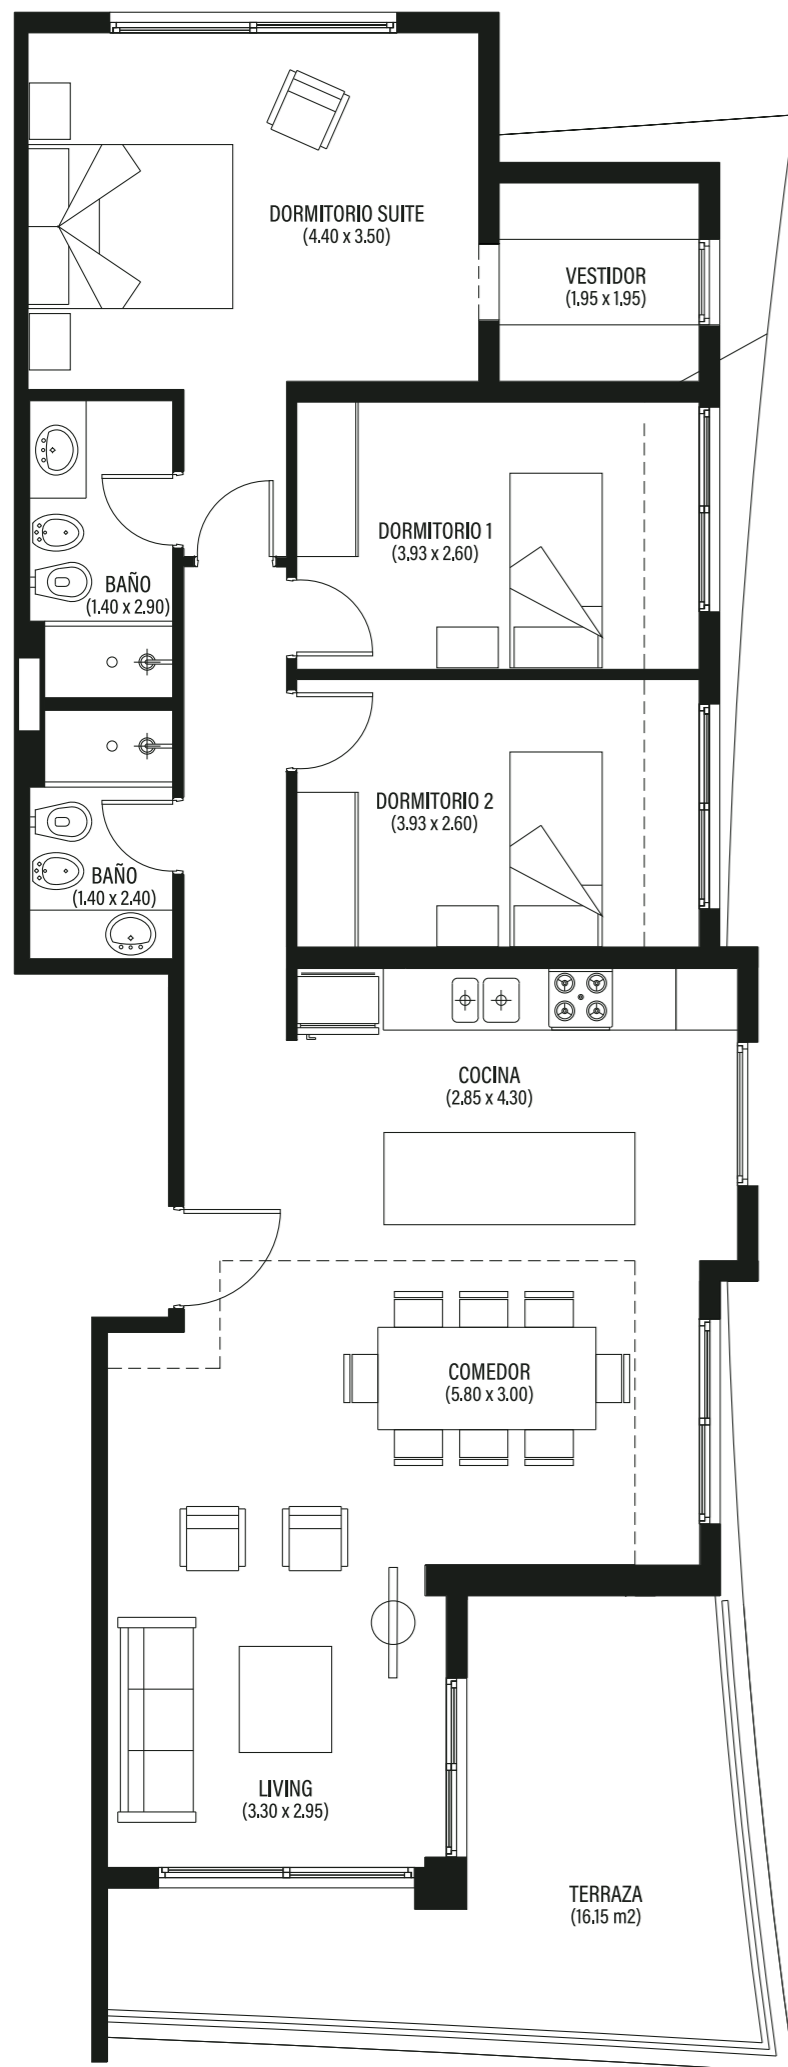 DORMITORIO SUITE
(4.40 x 3.50)
VESTIDOR
(1.95 x 1.95)
DORMITORIO 1
(3.93 x 2.60)
BAÑO
(1.40 x 2.90)
DORMITORIO 2
(3.93 x 2.60)
BAÑO
(1.40 x 2.40)
COCINA
(2.85 x 4.30)
COMEDOR
(5.80 x 3.00)
LIVING
(3.30 x 2.95)
TERRAZA
(16.15 m2)